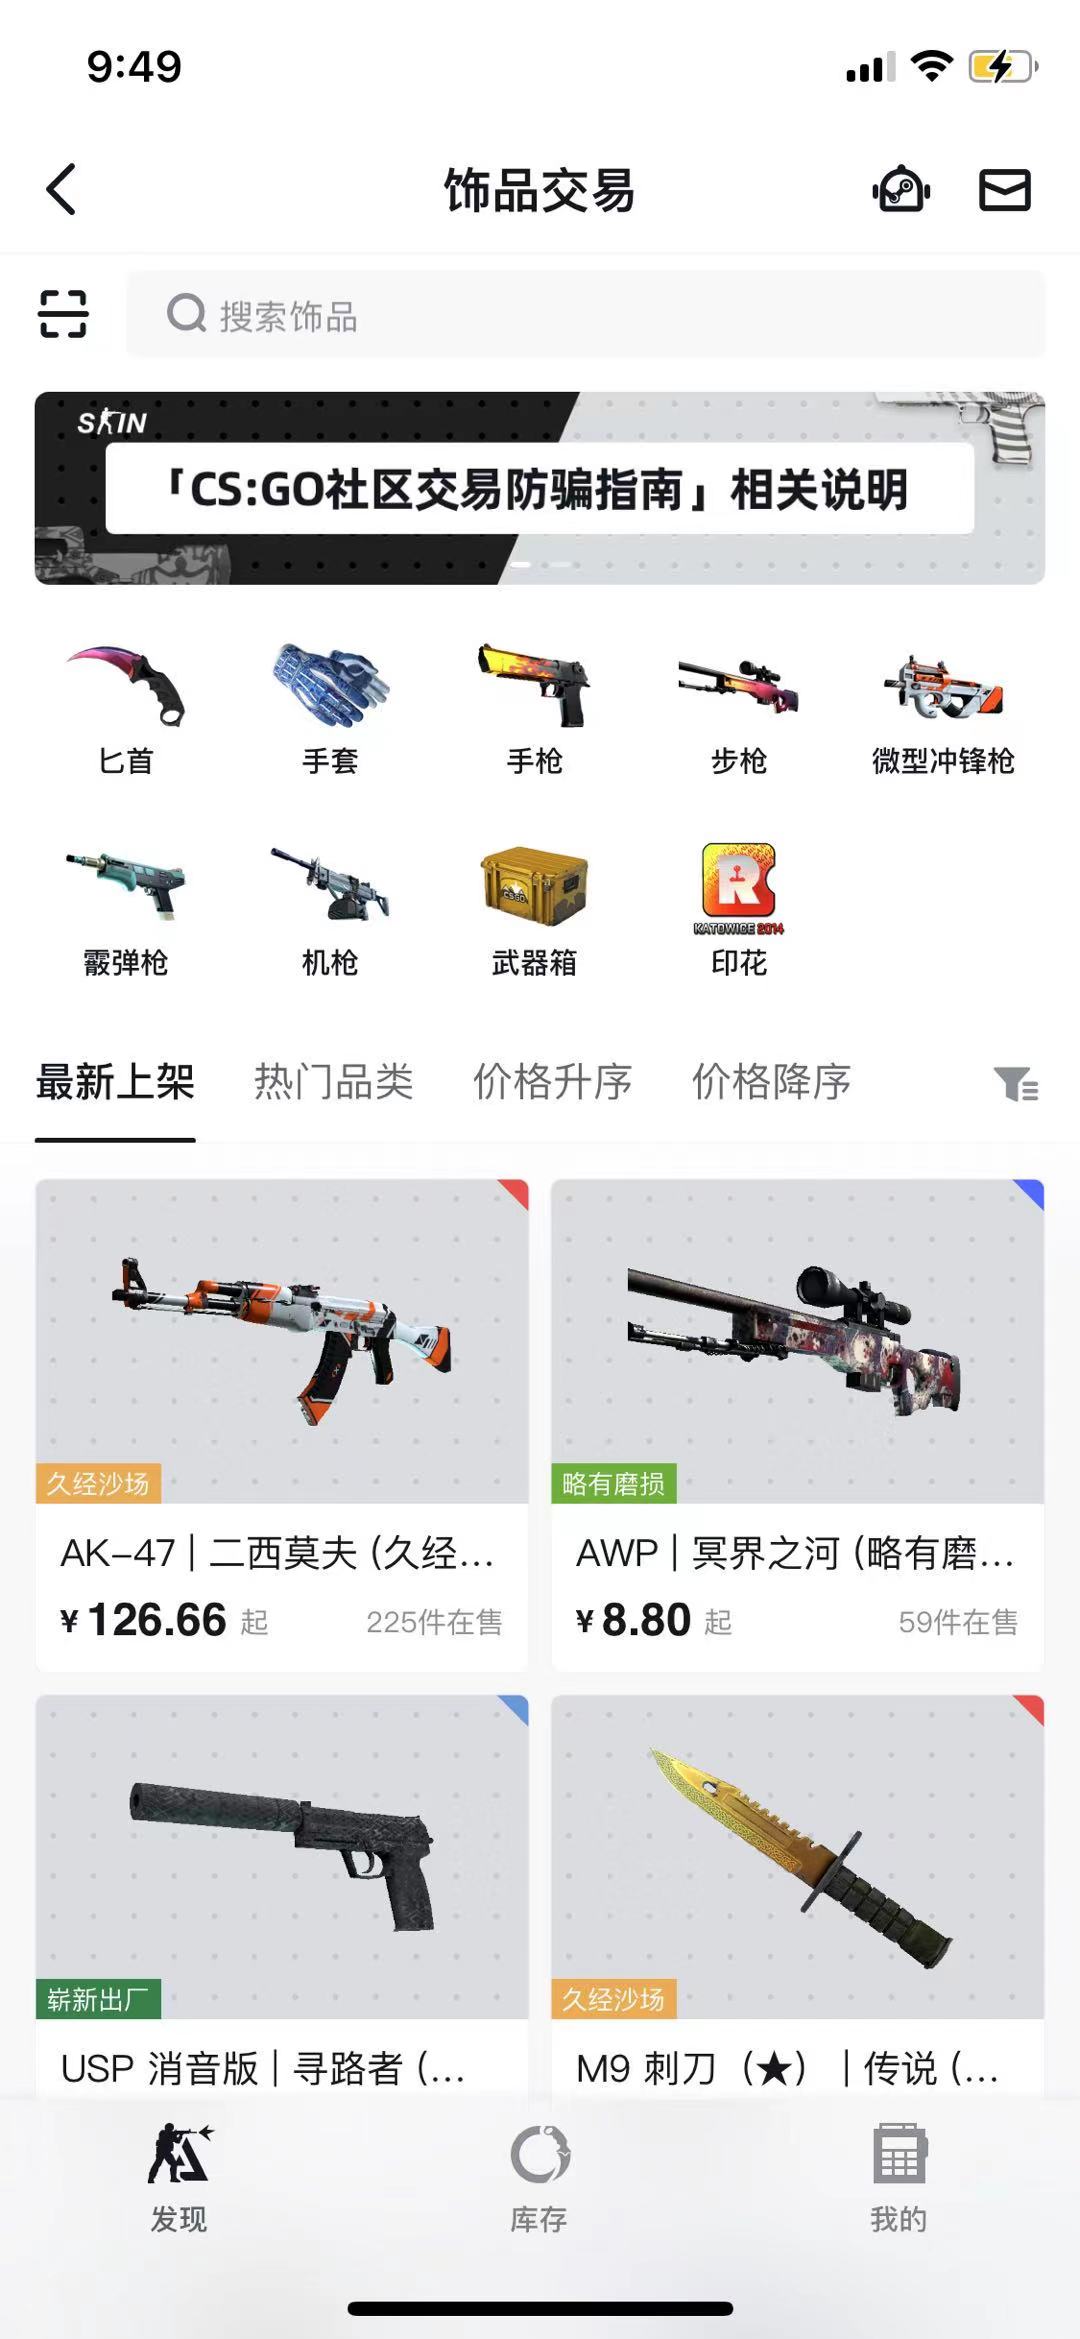 9:49
饰品交易
搜索饰品
SKIN
「CS:GO社区交易防骗指南」相关说明
匕首
手套
手枪
步枪
微型冲锋枪
CSGO
R
KATOWICE 2014
霰弹枪
机枪
武器箱
印花
最新上架
热门品类
价格升序
价格降序
久经沙场
略有磨损
AK-47 | 二西莫夫 (久经...
AWP | 冥界之河 (略有磨...
¥ 126.66 起
225件在售
¥ 8.80 起
59件在售
崭新出厂
久经沙场
USP 消音版 | 寻路者 (...
M9 刺刀（★） | 传说 (...
发现
库存
我的